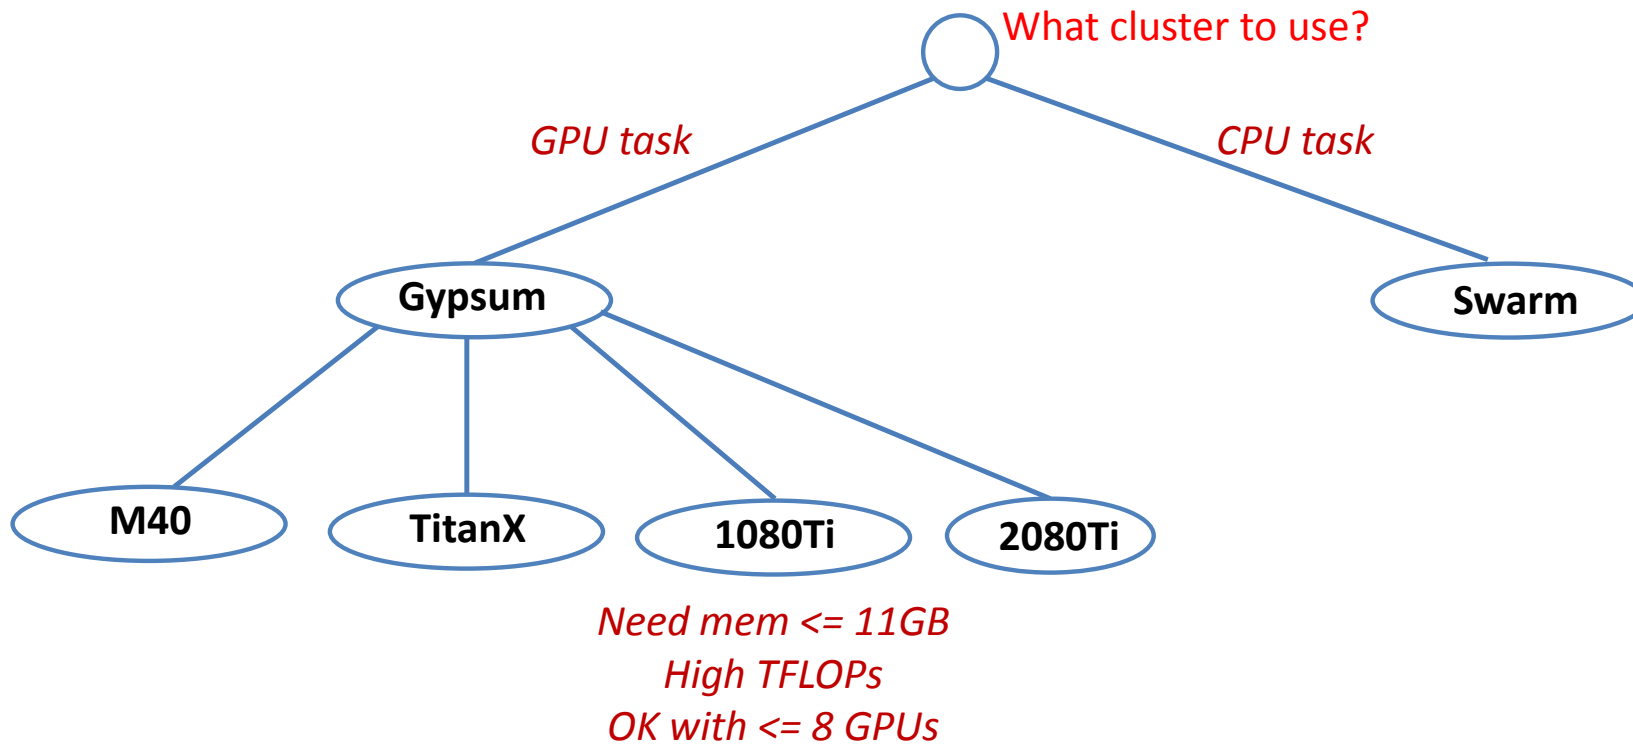 What cluster to use?
GPU task
CPU task
Gypsum
Swarm
M40
TitanX
1080Ti
2080Ti
Need mem <= 11GB
High TFLOPs
OK with <= 8 GPUs